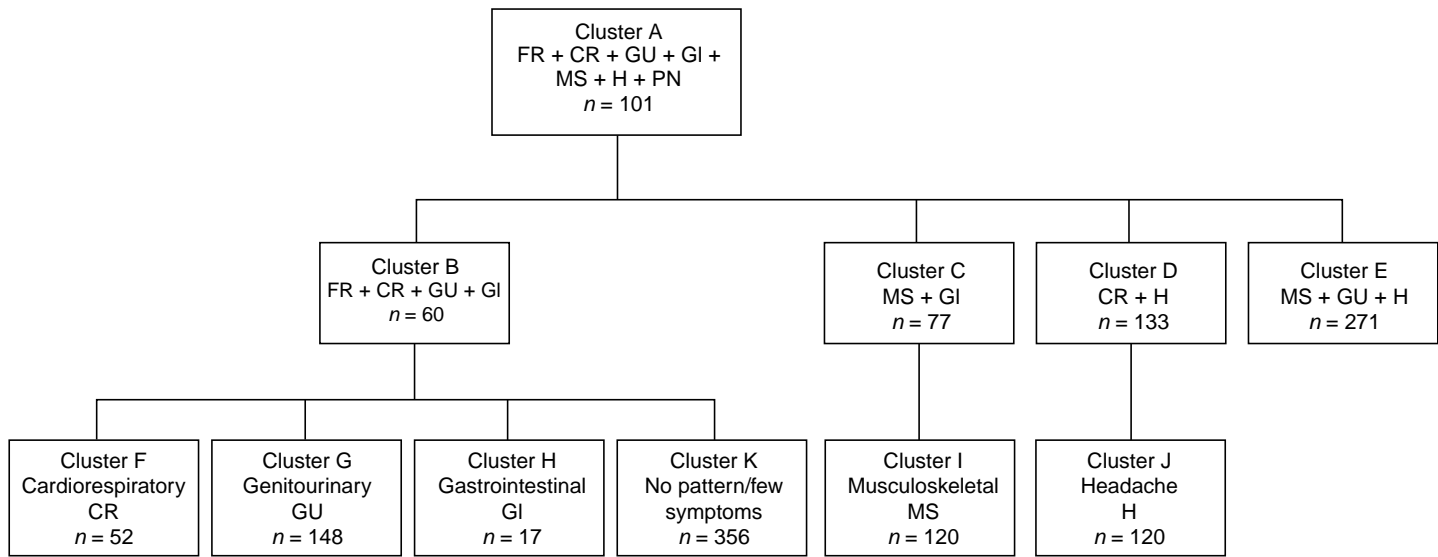 Cluster A
FR + CR + GU + GI +
MS + H + PN
n = 101
Cluster B
FR + CR + GU + GI
n = 60
Cluster C
MS + GI
n = 77
Cluster D
CR + H
n = 133
Cluster E
MS + GU + H
n = 271
Cluster F
Cardiorespiratory
CR
n = 52
Cluster G
Genitourinary
GU
n = 148
Cluster H
Gastrointestinal
GI
n = 17
Cluster K
No pattern/few
symptoms
n = 356
Cluster I
Musculoskeletal
MS
n = 120
Cluster J
Headache
H
n = 120